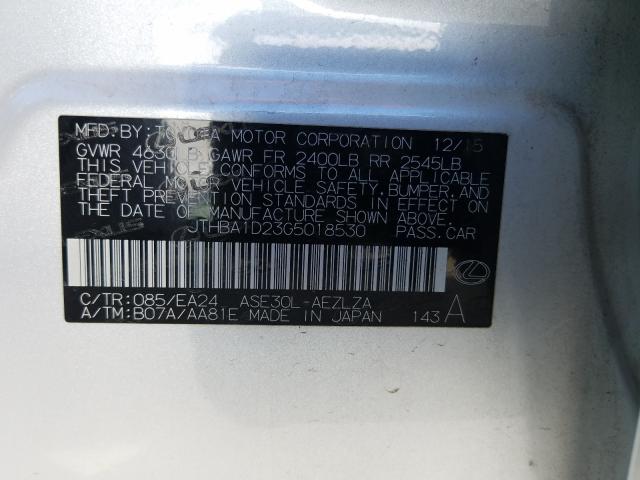 MFD. BY: TOYOTA MOTOR CORPORATION 12/15
GVWR 4630LB GAWR FR 2400LB RR 2545LB
THIS VEHICLE CONFORMS TO ALL APPLICABLE
FEDERAL MOTOR VEHICLE SAFETY, BUMPER, AND
THEFT PREVENTION STANDARDS IN EFFECT ON
THE DATE OF MANUFACTURE SHOWN ABOVE.
JTHBA1D23G5018530 PASS.CAR
C/TR:085/EA24 ASE30L-AEZLZA
A/TM:B07A/AA81E MADE IN JAPAN 143 A